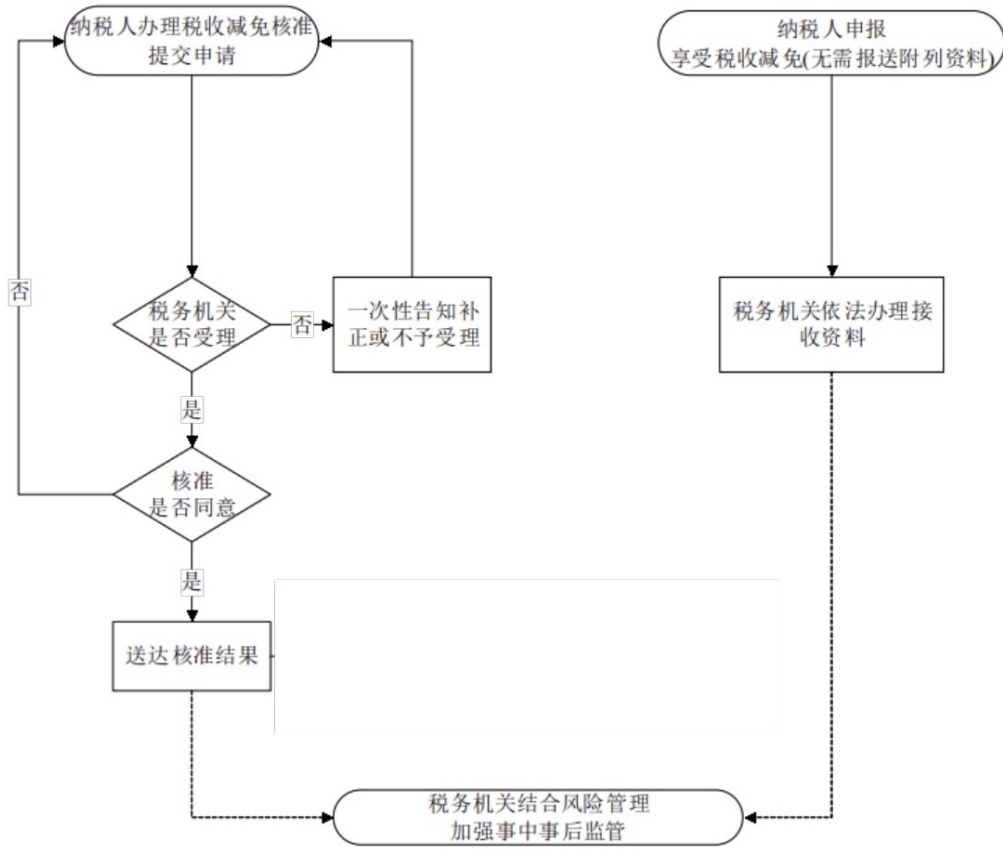 纳税人办理税收减免核准
提交申请
纳税人申报
享受税收减免(无需报送附列资料)
否
税务机关
是否受理
否
一次性告知补
正或不予受理
税务机关依法办理接
收资料
是
核准
是否同意
是
送达核准结果
税务机关结合风险管理
加强事中事后监管